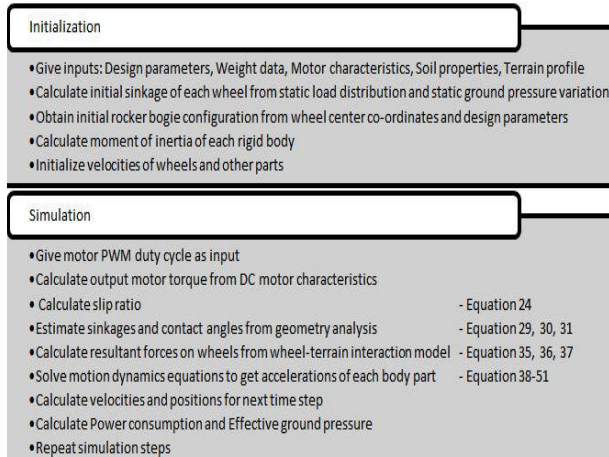 Initialization
•Give inputs: Design parameters, Weight data, Motor characteristics, Soil properties, Terrain profile
•Calculate initial sinkage of each wheel from static load distribution and static ground pressure variation
•Obtain initial rocker bogie configuration from wheel center co-ordinates and design parameters
•Calculate moment of inertia of each rigid body
•Initialize velocities of wheels and other parts
Simulation
•Give motor PWM duty cycle as input
•Calculate output motor torque from DC motor characteristics
• Calculate slip ratio - Equation 24
•Estimate sinkages and contact angles from geometry analysis - Equation 29, 30, 31
•Calculate resultant forces on wheels from wheel-terrain interaction model - Equation 35, 36, 37
•Solve motion dynamics equations to get accelerations of each body part - Equation 38-51
•Calculate velocities and positions for next time step
•Calculate Power consumption and Effective ground pressure
•Repeat simulation steps